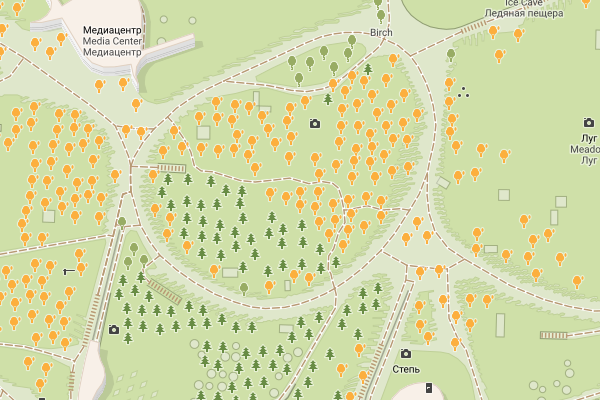 Ice Cave
Ледяная пещера
Медиацентр
Media Center
Медиацентр
Birch
Луг
Meado
Луг
Степь